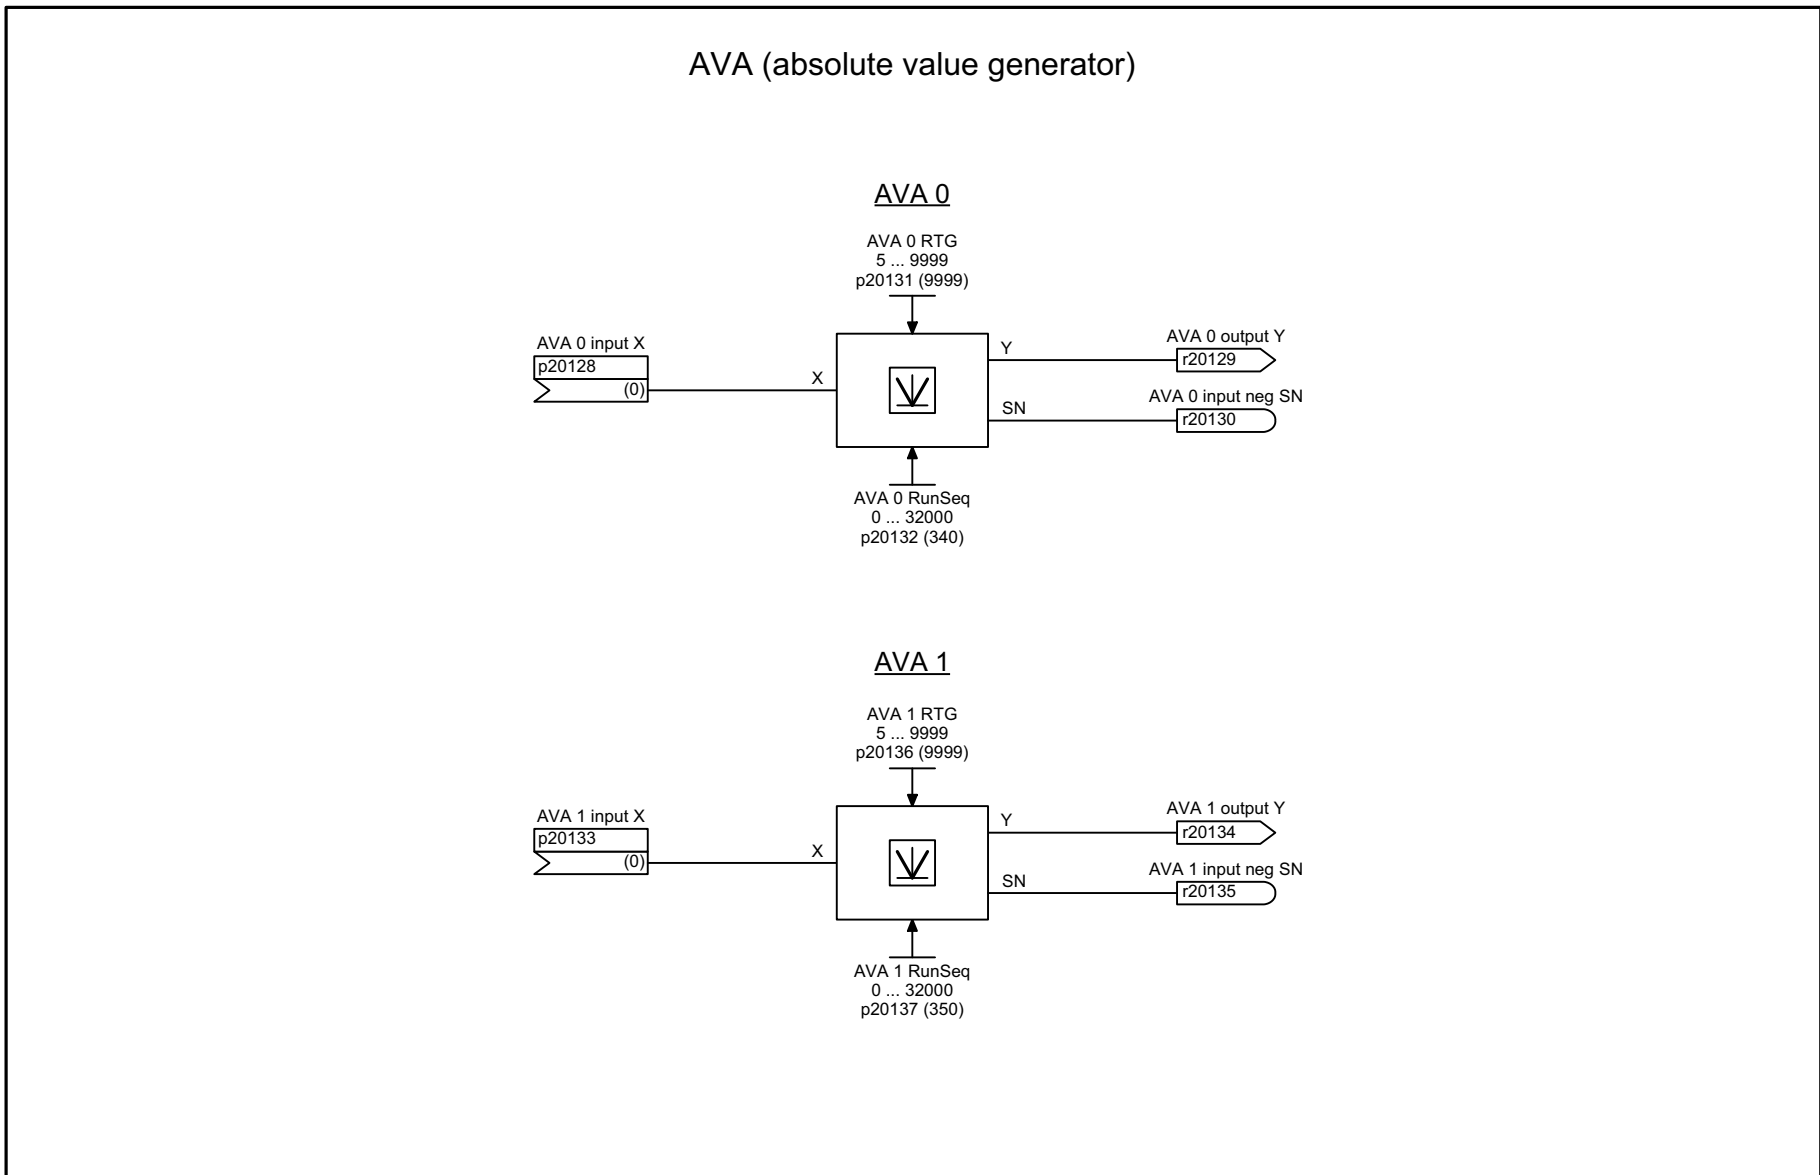 AVA (absolute value generator)
AVA 0
AVA 0 RTG
5 ... 9999
p20131 (9999)
AVA 0 input X
p20128
(0)
X
Y
AVA 0 output Y
r20129
SN
AVA 0 input neg SN
r20130
AVA 0 RunSeq
0 ... 32000
p20132 (340)
AVA 1
AVA 1 RTG
5 ... 9999
p20136 (9999)
AVA 1 input X
p20133
(0)
X
Y
AVA 1 output Y
r20134
SN
AVA 1 input neg SN
r20135
AVA 1 RunSeq
0 ... 32000
p20137 (350)